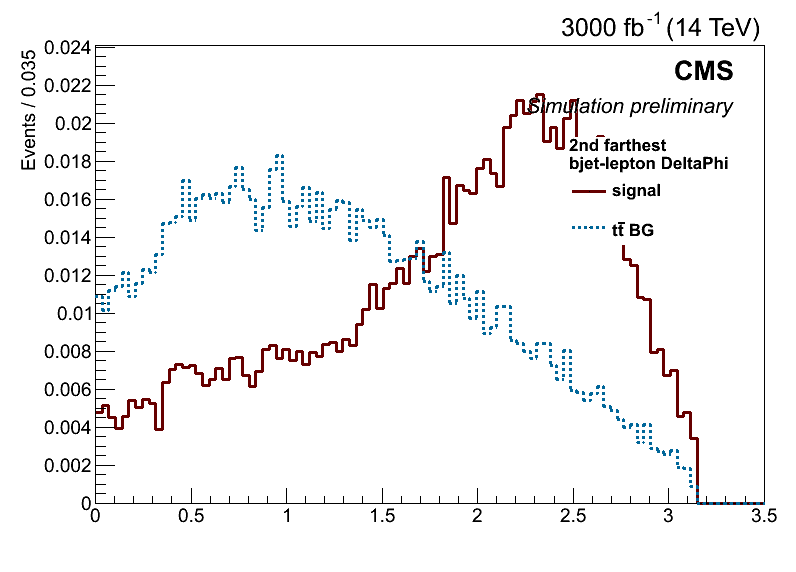 3000 fb⁻¹ (14 TeV)
CMS
Simulation preliminary
2nd farthest
bjet-lepton DeltaPhi
signal
tt̄ BG
Events / 0.035
0.024
0.022
0.02
0.018
0.016
0.014
0.012
0.01
0.008
0.006
0.004
0.002
0
0 0.5 1 1.5 2 2.5 3 3.5